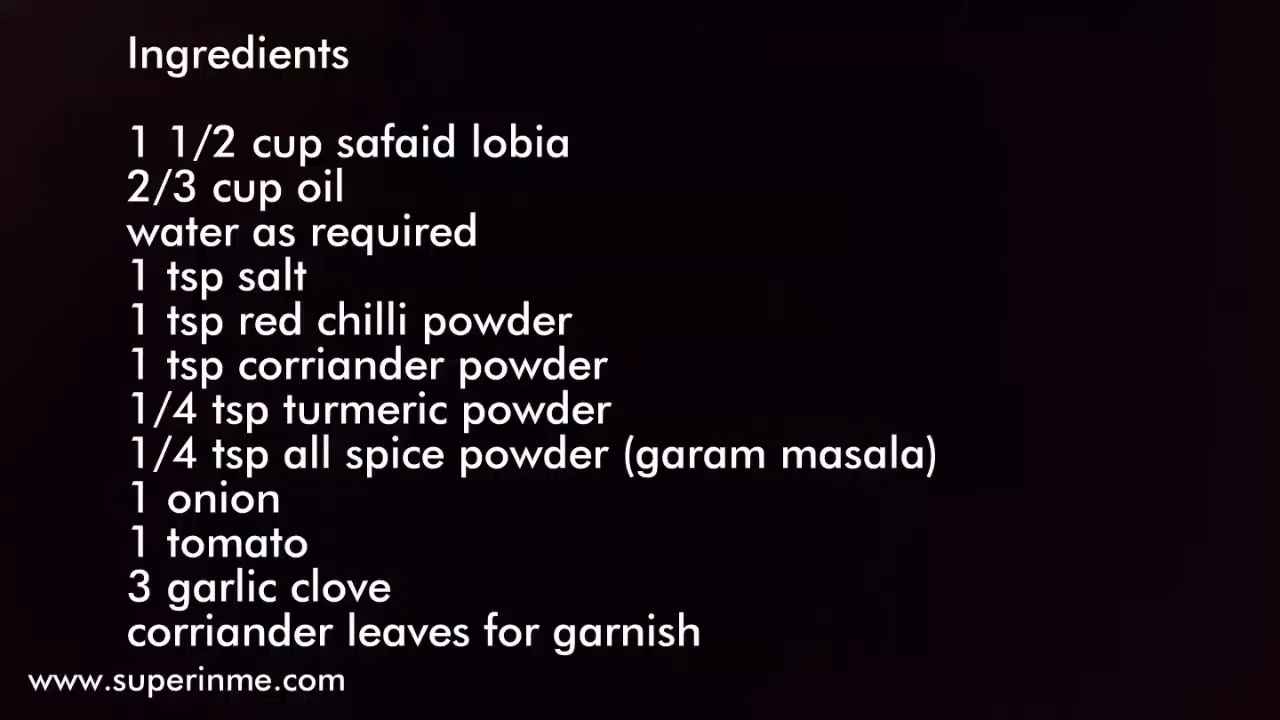 Ingredients
1 1/2 cup safaid lobia
2/3 cup oil
water as required
1 tsp salt
1 tsp red chilli powder
1 tsp corriander powder
1/4 tsp turmeric powder
1/4 tsp all spice powder (garam masala)
1 onion
1 tomato
3 garlic clove
corriander leaves for garnish
www.superinme.com